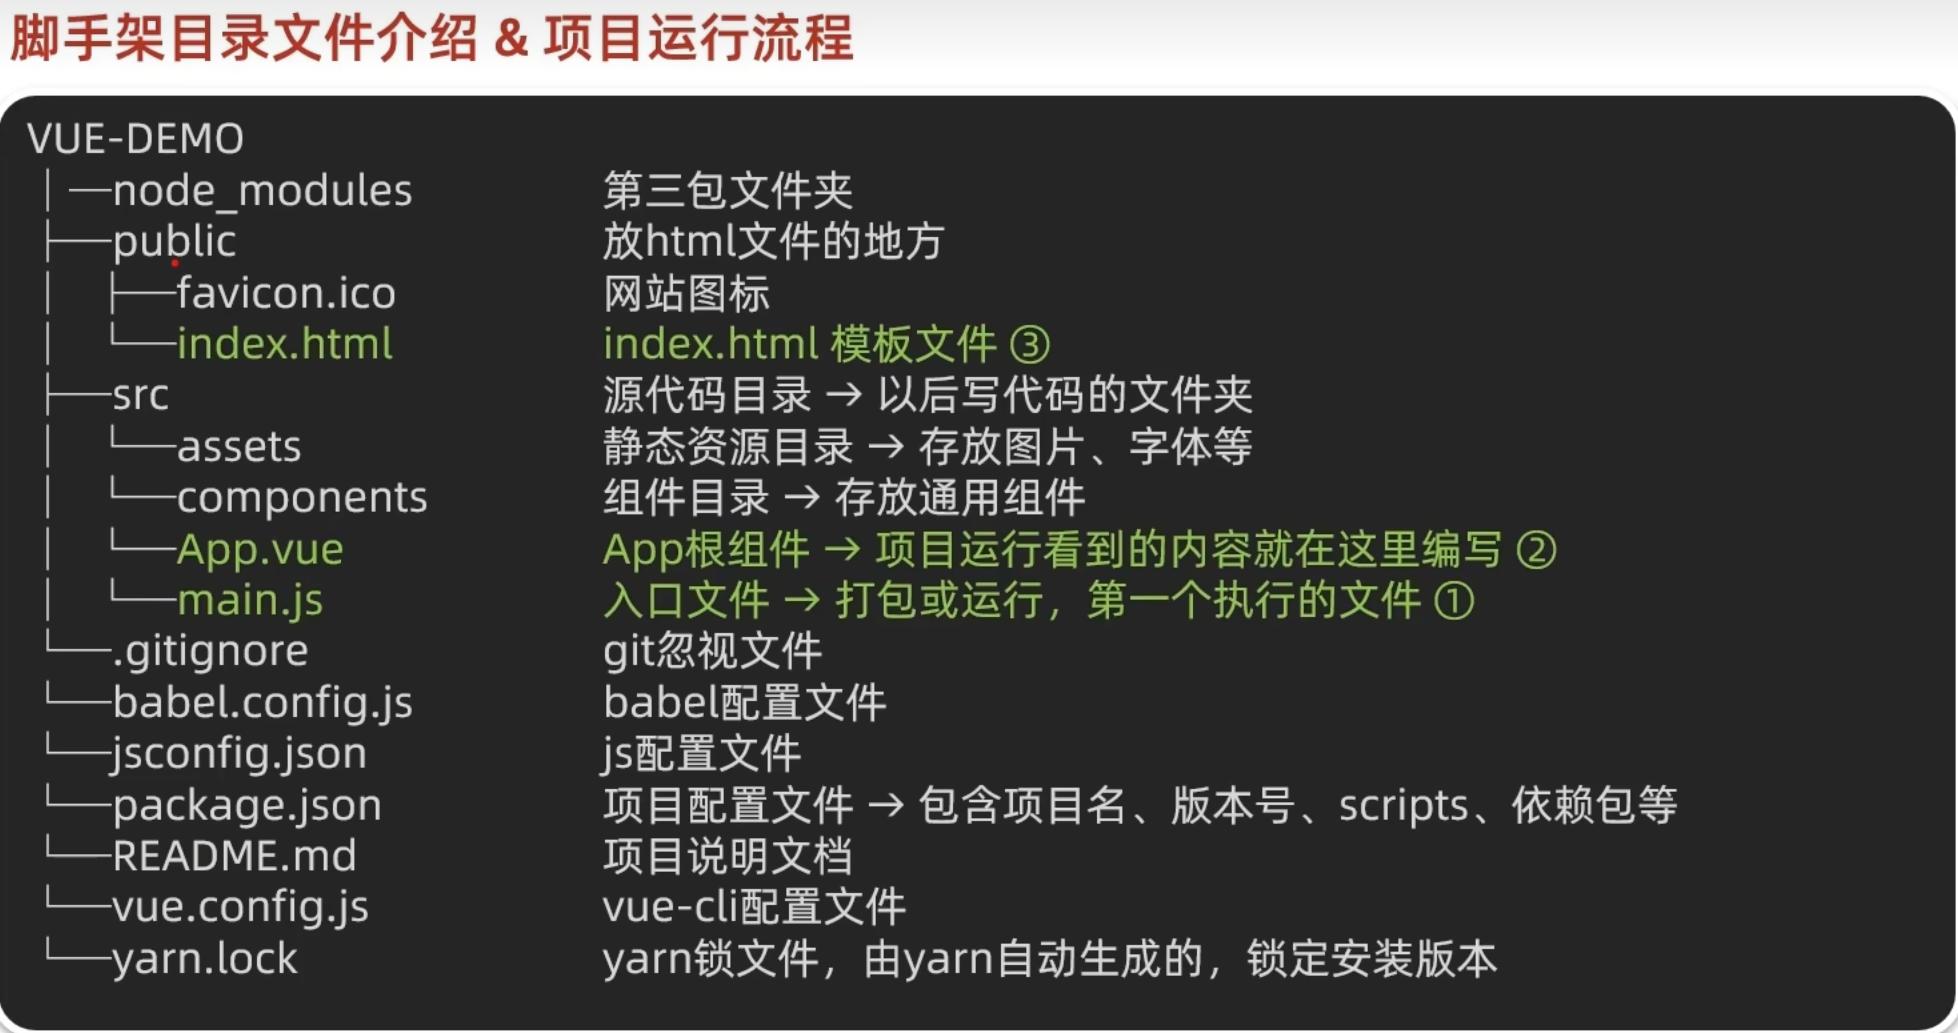 脚手架目录文件介绍 & 项目运行流程
VUE-DEMO
│ ─node_modules 第三包文件夹
├──public 放html文件的地方
│ ├──favicon.ico 网站图标
│ └──index.html index.html 模板文件 ③
├──src 源代码目录 → 以后写代码的文件夹
│ └──assets 静态资源目录 → 存放图片、字体等
│ └──components 组件目录 → 存放通用组件
│ └──App.vue App根组件 → 项目运行看到的内容就在这里编写 ②
│ └──main.js 入口文件 → 打包或运行，第一个执行的文件 ①
└──.gitignore git忽视文件
└──babel.config.js babel配置文件
└──jsconfig.json js配置文件
└──package.json 项目配置文件 → 包含项目名、版本号、scripts、依赖包等
└──README.md 项目说明文档
└──vue.config.js vue-cli配置文件
└──yarn.lock yarn锁文件，由yarn自动生成的，锁定安装版本